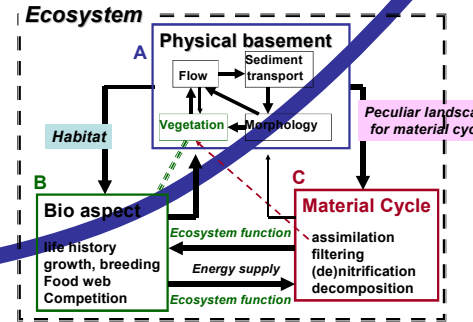 Ecosystem
A
Physical basement
Flow
Sediment
transport
Vegetation
Morphology
Habitat
Peculiar landsca
for material cyc
B
Bio aspect
life history
growth, breeding
Food web
Competition
Ecosystem function
Energy supply
Ecosystem function
C
Material Cycle
assimilation
filtering
(de)nitrification
decomposition